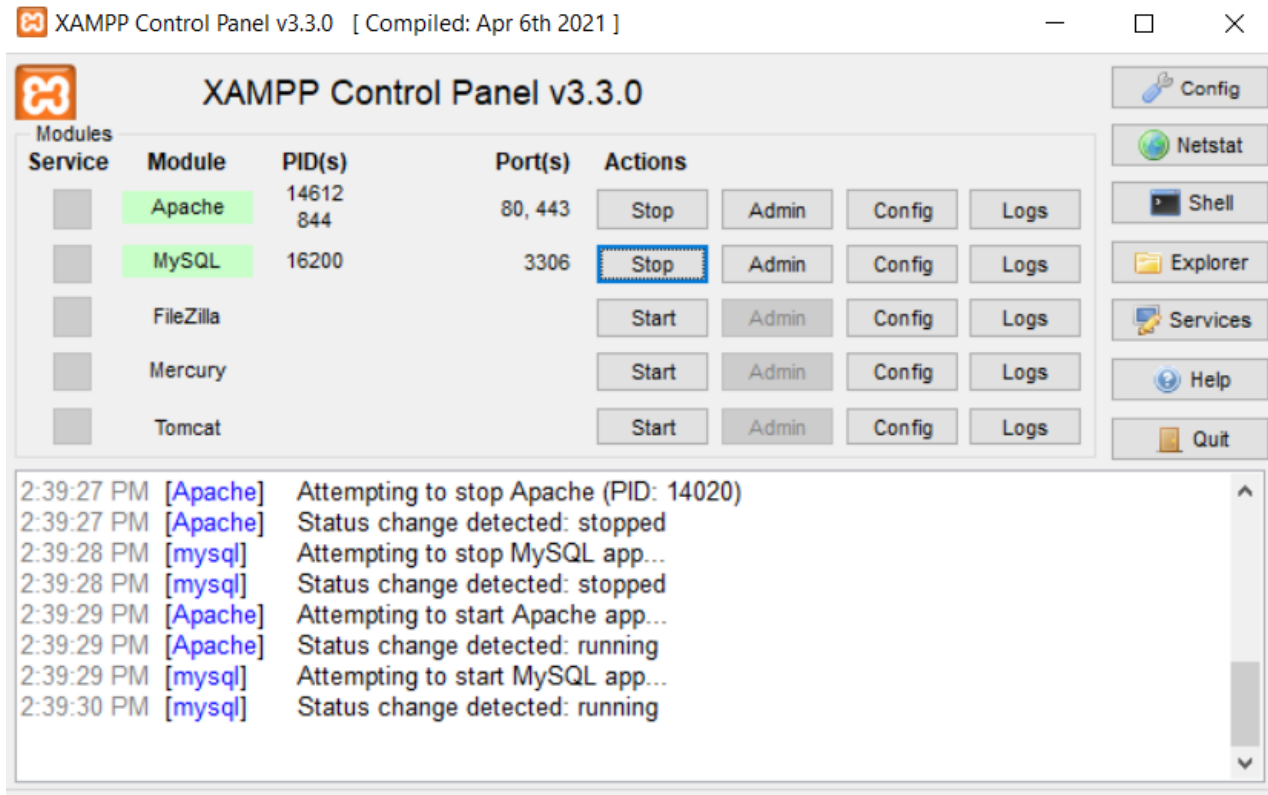 XAMPP Control Panel v3.3.0 [ Compiled: Apr 6th 2021 ]
XAMPP Control Panel v3.3.0
Config
Modules
Service Module PID(s) Port(s) Actions
Netstat
Apache 14612 844 80, 443 Stop Admin Config Logs
Shell
MySQL 16200 3306 Stop Admin Config Logs
Explorer
FileZilla Start Admin Config Logs
Services
Mercury Start Admin Config Logs
Help
Tomcat Start Admin Config Logs
Quit
2:39:27 PM [Apache] Attempting to stop Apache (PID: 14020)
2:39:27 PM [Apache] Status change detected: stopped
2:39:28 PM [mysql] Attempting to stop MySQL app...
2:39:28 PM [mysql] Status change detected: stopped
2:39:29 PM [Apache] Attempting to start Apache app...
2:39:29 PM [Apache] Status change detected: running
2:39:29 PM [mysql] Attempting to start MySQL app...
2:39:30 PM [mysql] Status change detected: running